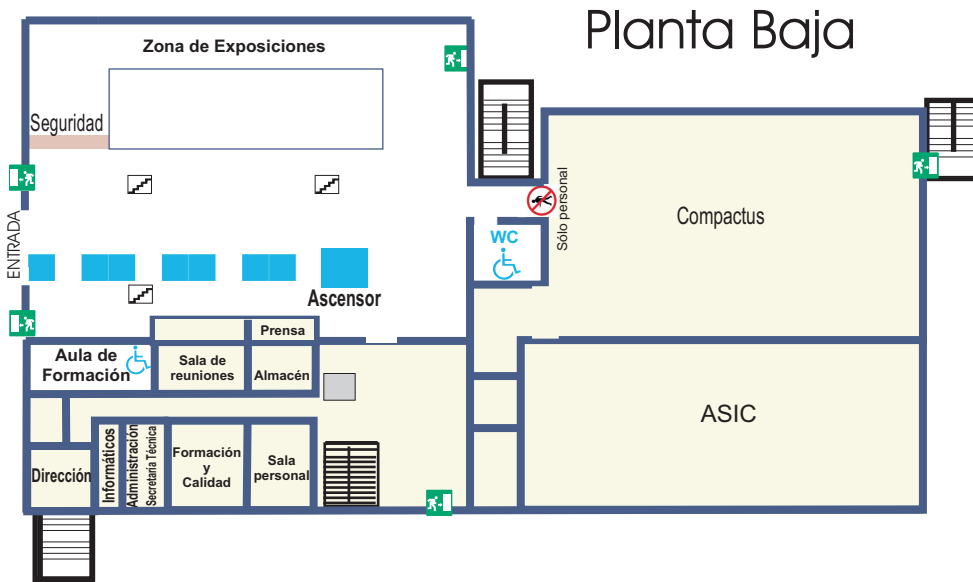 Planta Baja
Zona de Exposiciones
Seguridad
ENTRADA
Sólo personal
Compactus
WC
Ascensor
Prensa
Aula de
Formación
Sala de
reuniones
Almacén
ASIC
Dirección
Informáticos
Administración
Secretaria Técnica
Formación
y
Calidad
Sala
personal